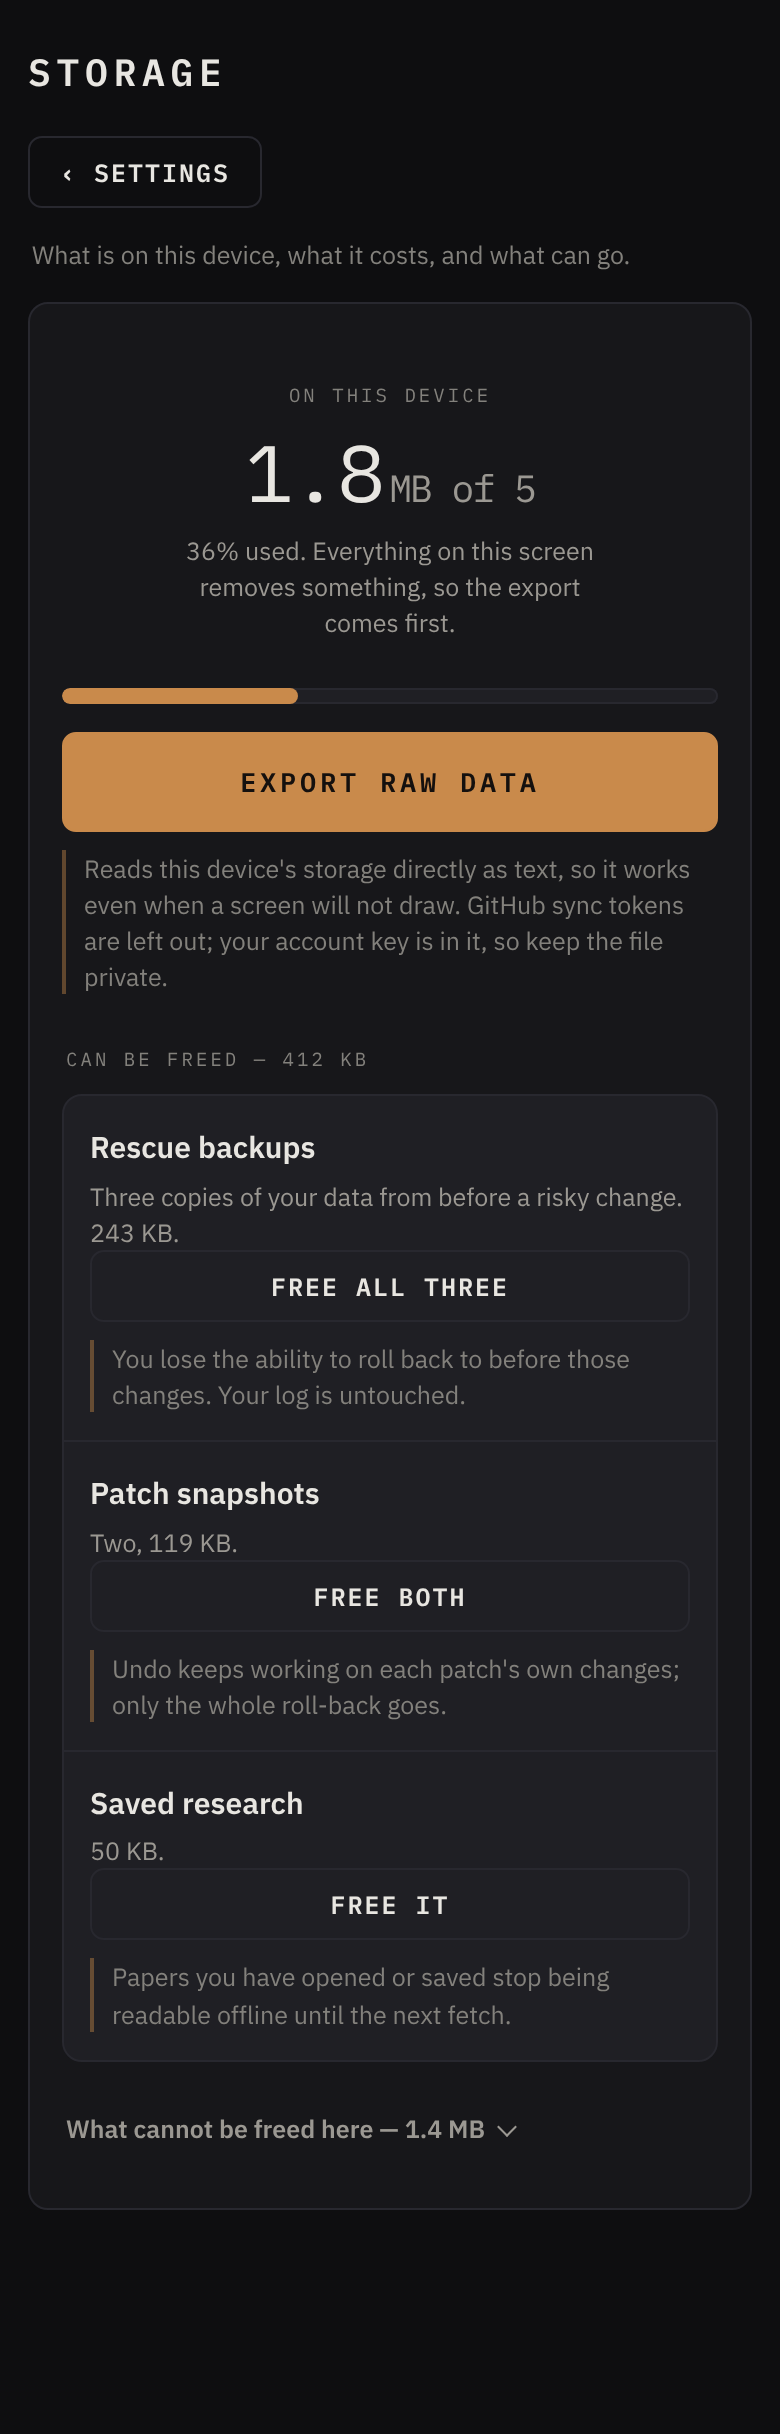 STORAGE
‹ SETTINGS
What is on this device, what it costs, and what can go.
ON THIS DEVICE
1.8 MB of 5
36% used. Everything on this screen
removes something, so the export
comes first.
EXPORT RAW DATA
Reads this device's storage directly as text, so it works
even when a screen will not draw. GitHub sync tokens
are left out; your account key is in it, so keep the file
private.
CAN BE FREED — 412 KB
Rescue backups
Three copies of your data from before a risky change.
243 KB.
FREE ALL THREE
You lose the ability to roll back to before those
changes. Your log is untouched.
Patch snapshots
Two, 119 KB.
FREE BOTH
Undo keeps working on each patch's own changes;
only the whole roll-back goes.
Saved research
50 KB.
FREE IT
Papers you have opened or saved stop being
readable offline until the next fetch.
What cannot be freed here — 1.4 MB